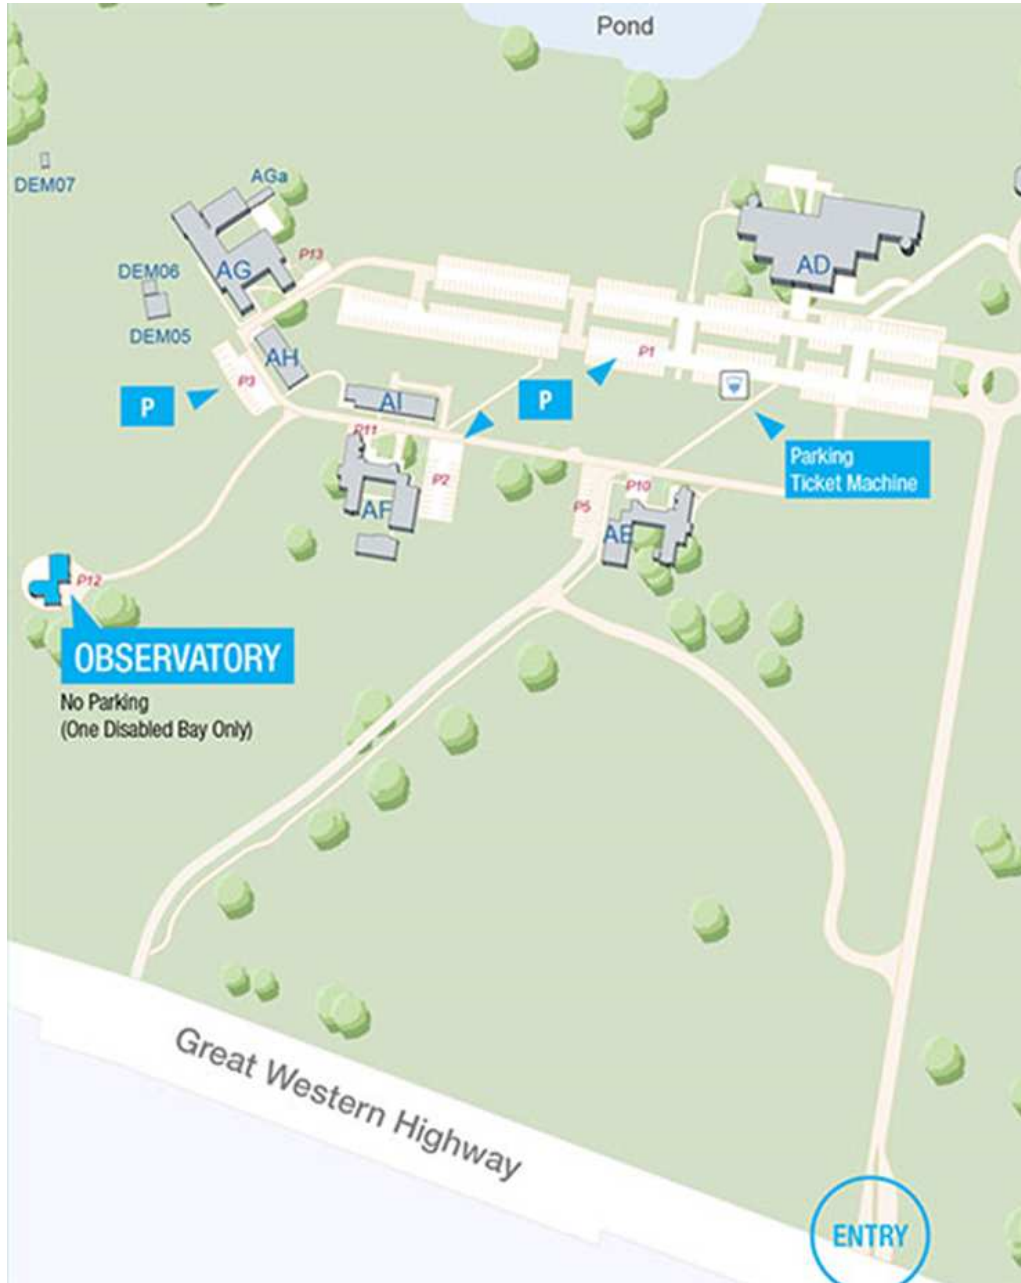 Pond
DEM07
AGa
AG
P13
AD
DEM06
DEM05
AH
P3
P1
P
P
AI
P11
Parking
Ticket Machine
P2
P10
P5
AF
AE
P12
OBSERVATORY
No Parking
(One Disabled Bay Only)
Great Western Highway
ENTRY